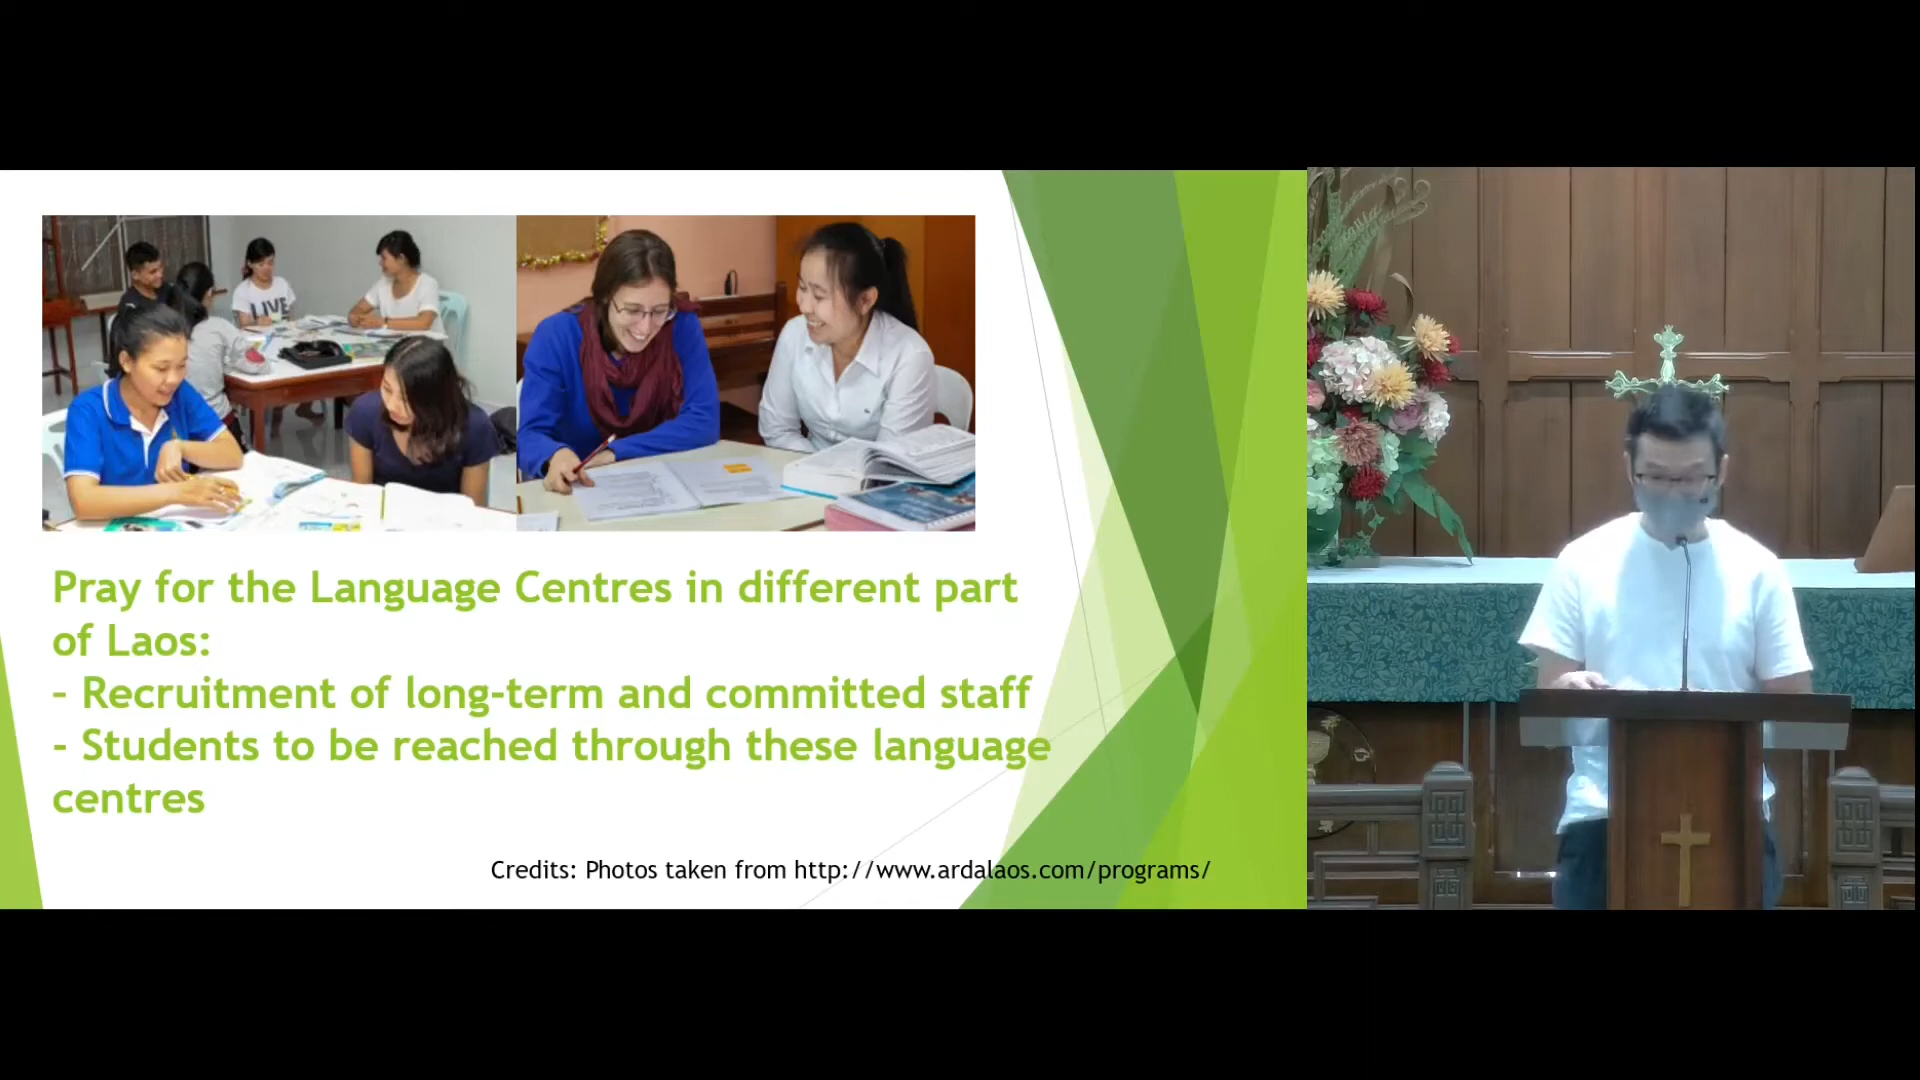 LIVE
Pray for the Language Centres in different part
of Laos:
- Recruitment of long-term and committed staff
- Students to be reached through these language
centres
Credits: Photos taken from http://www.ardalaos.com/programs/